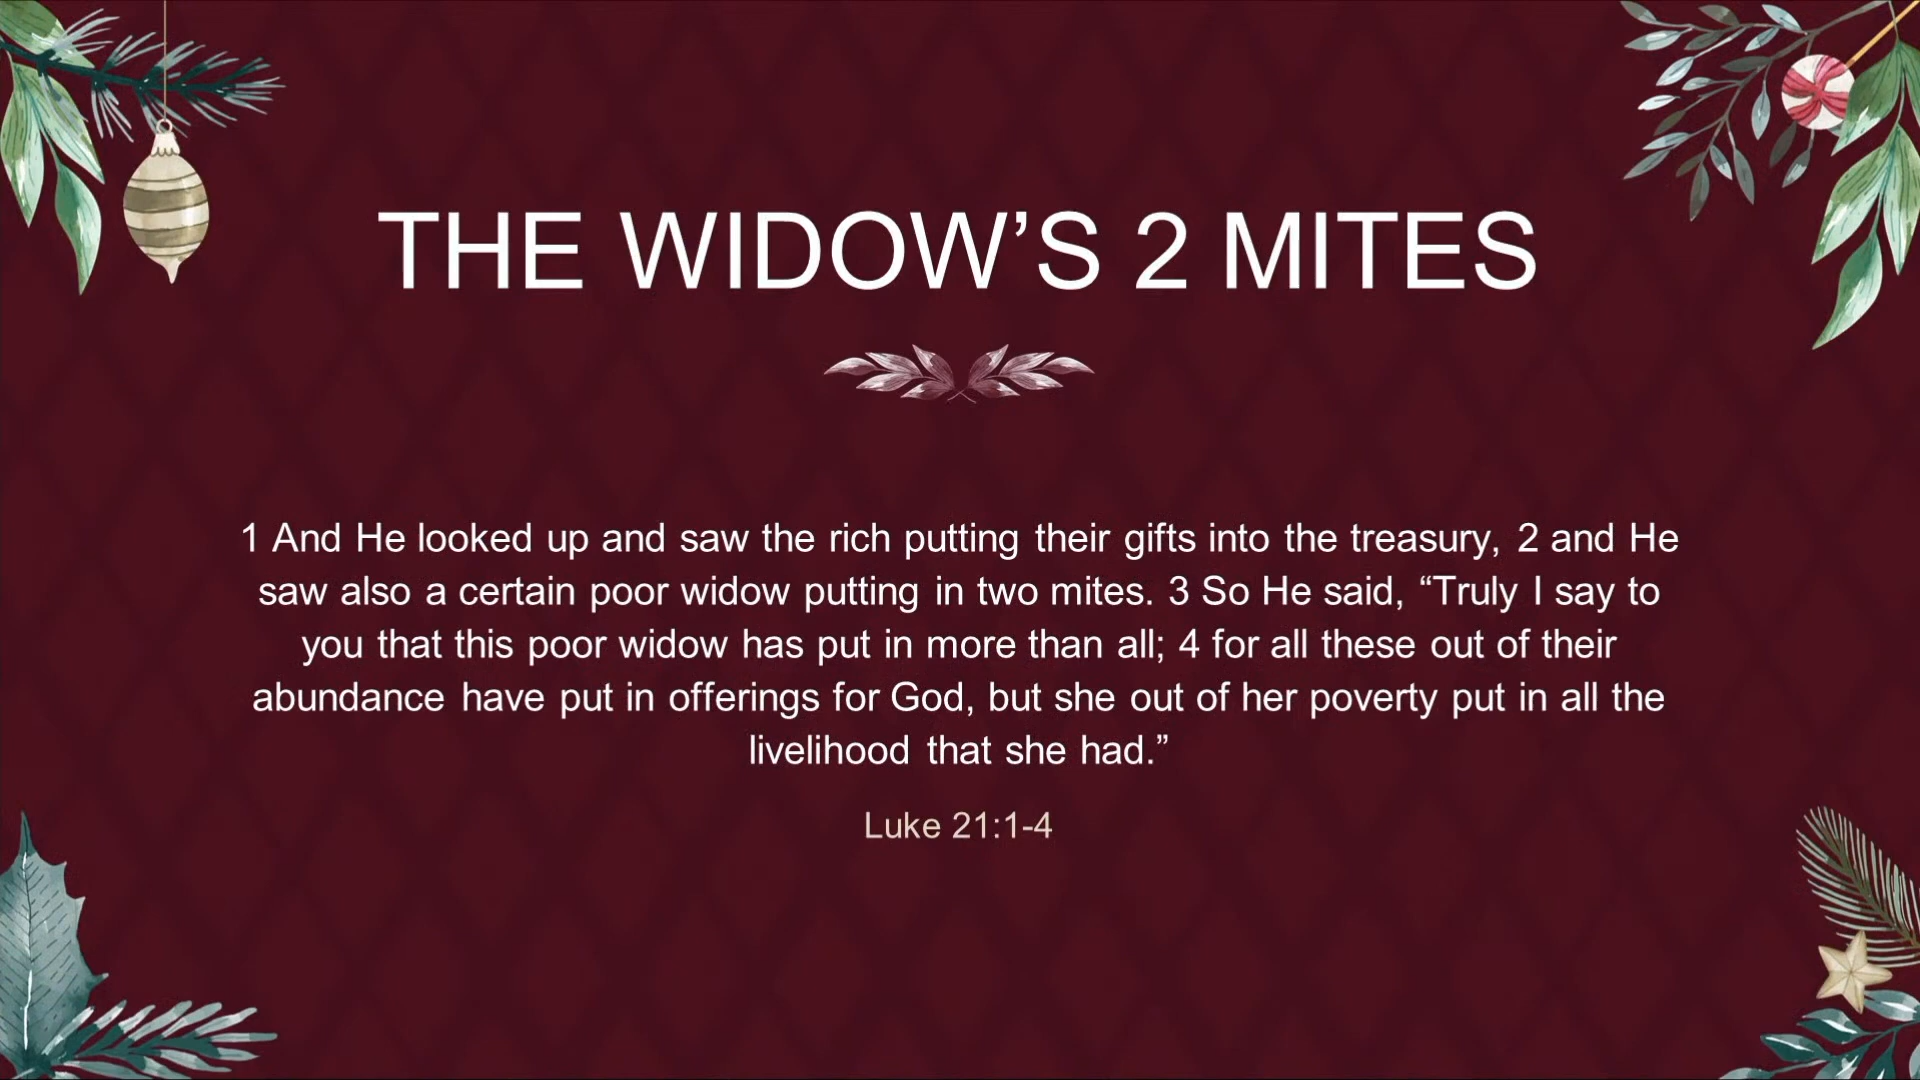 THE WIDOW’S 2 MITES
1 And He looked up and saw the rich putting their gifts into the treasury, 2 and He
saw also a certain poor widow putting in two mites. 3 So He said, “Truly I say to
you that this poor widow has put in more than all; 4 for all these out of their
abundance have put in offerings for God, but she out of her poverty put in all the
livelihood that she had.”
Luke 21:1-4